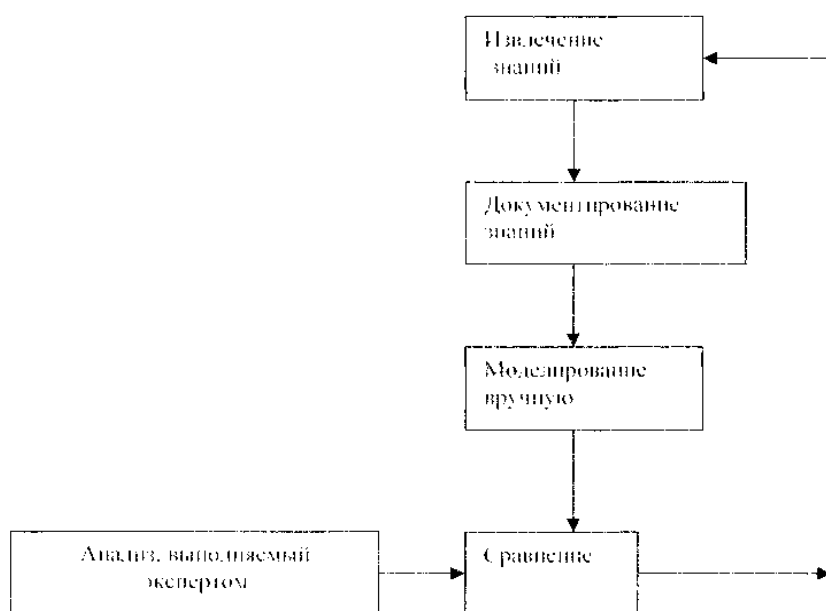 Извлечение
знаний
Документирование
знаний
Моделирование
вручную
Анализ, выполняемый
экспертом
Сравнение